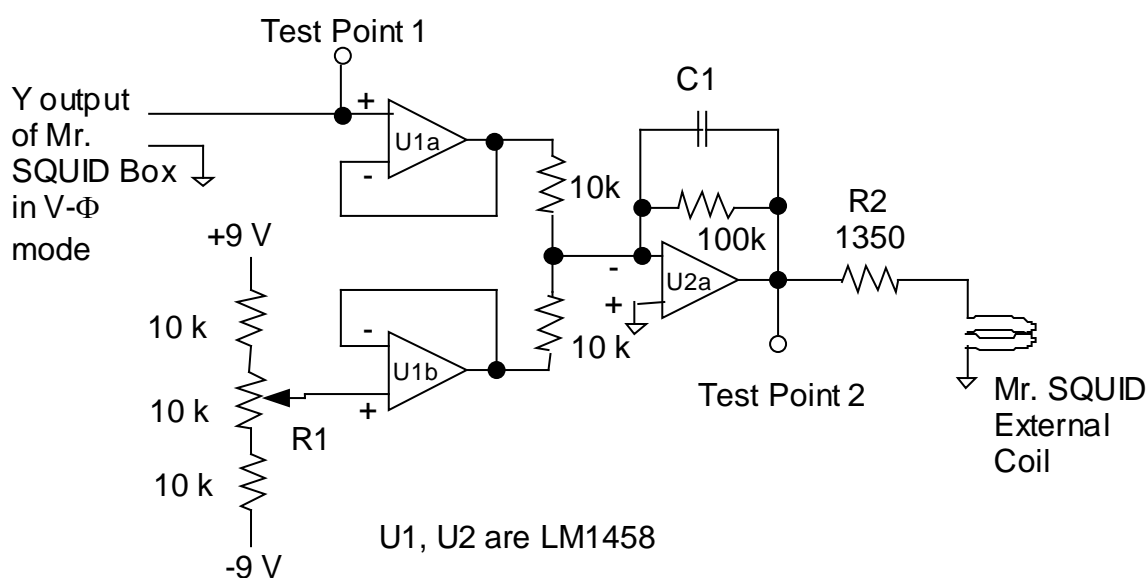 Test Point 1
Y output
of Mr.
SQUID Box
in V-Φ
mode
+
U1a
-
C1
10k
100k
R2
1350
+9 V
10 k
-
U1b
+
10 k
-
U2a
+
10 k
R1
10 k
-9 V
Test Point 2
Mr. SQUID
External
Coil
U1, U2 are LM1458